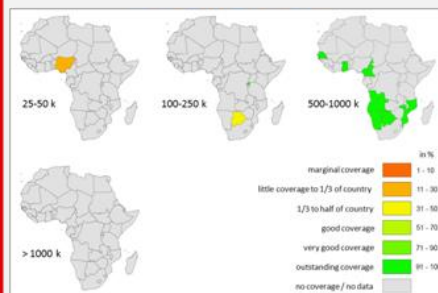 25-50 k
100-250 k
500-1000 k
> 1000 k
in %
marginal coverage 1 - 10
little coverage to 1/3 of country 11 - 30
1/3 to half of country 31 - 50
good coverage 51 - 70
very good coverage 71 - 90
outstanding coverage 91 - 100
no coverage / no data